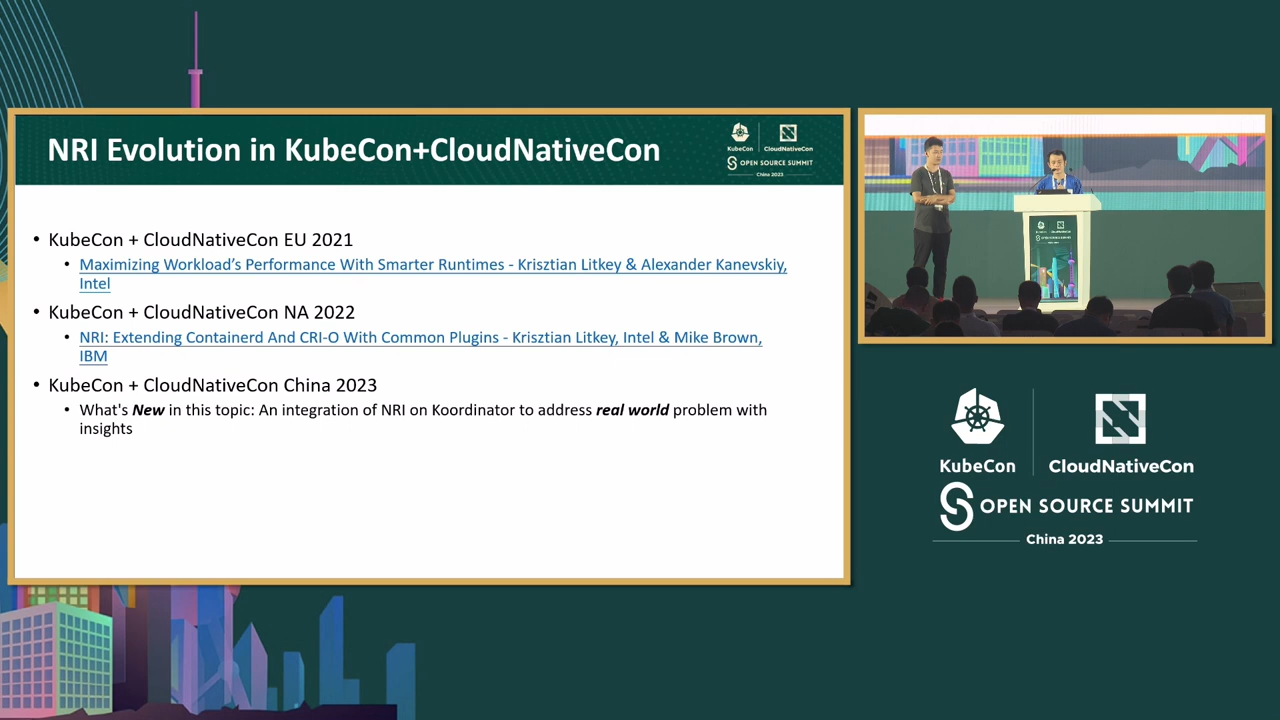 NRI Evolution in KubeCon+CloudNativeCon
KubeCon
CloudNativeCon
OPEN SOURCE SUMMIT
China 2023
• KubeCon + CloudNativeCon EU 2021
• Maximizing Workload’s Performance With Smarter Runtimes - Krisztian Litkey & Alexander Kanevskiy,
Intel
• KubeCon + CloudNativeCon NA 2022
• NRI: Extending Containerd And CRI-O With Common Plugins - Krisztian Litkey, Intel & Mike Brown,
IBM
• KubeCon + CloudNativeCon China 2023
• What's New in this topic: An integration of NRI on Koordinator to address real world problem with
insights
KubeCon
CloudNativeCon
OPEN SOURCE SUMMIT
China 2023